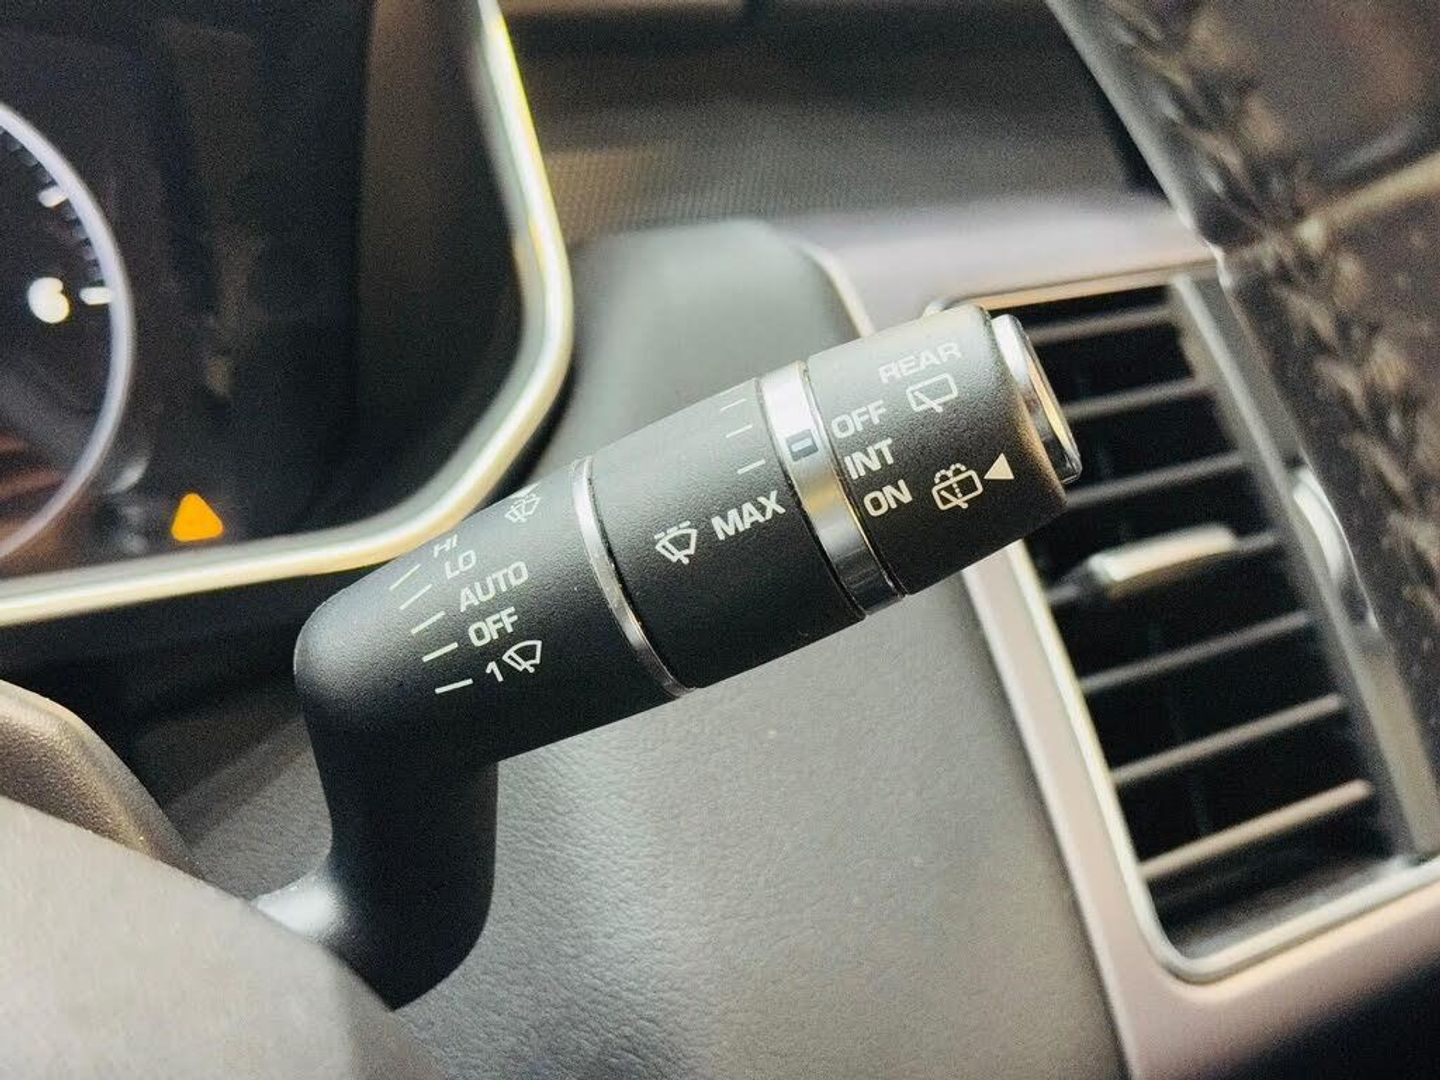 HI
LO
AUTO
OFF
1
MAX
REAR
OFF
INT
ON